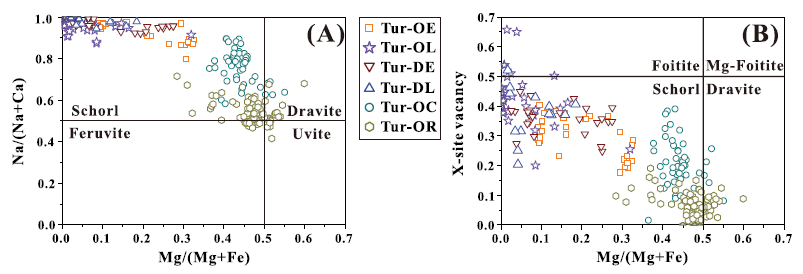 (A)
Na/(Na+Ca)
1.0
0.8
0.6
0.4
0.2
0.0
Schorl
Dravite
Feruvite
Uvite
0.0 0.1 0.2 0.3 0.4 0.5 0.6 0.7
Mg/(Mg+Fe)
Tur-OE
Tur-OL
Tur-DE
Tur-DL
Tur-OC
Tur-OR
(B)
X-site vacancy
0.7
0.6
0.5
0.4
0.3
0.2
0.1
0.0
Foitite
Mg-Foitite
Schorl
Dravite
0.0 0.1 0.2 0.3 0.4 0.5 0.6 0.7
Mg/(Mg+Fe)